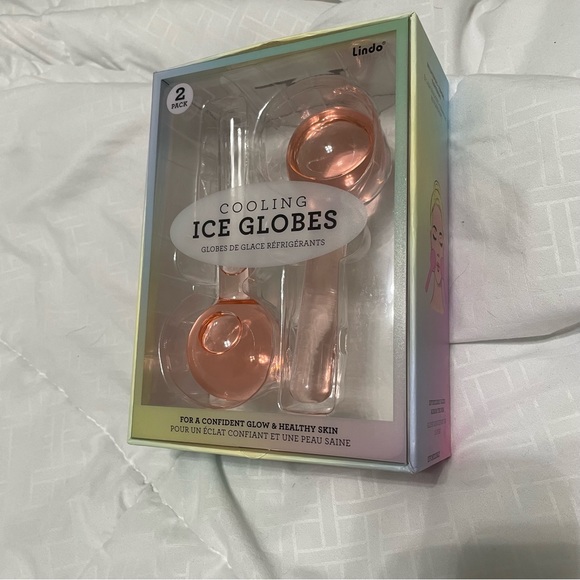 Lindo®
2
PACK
COOLING
ICE GLOBES
GLOBES DE GLACE RÉFRIGÉRANTS
FOR A CONFIDENT GLOW & HEALTHY SKIN
POUR UN ÉCLAT CONFIANT ET UNE PEAU SAINE